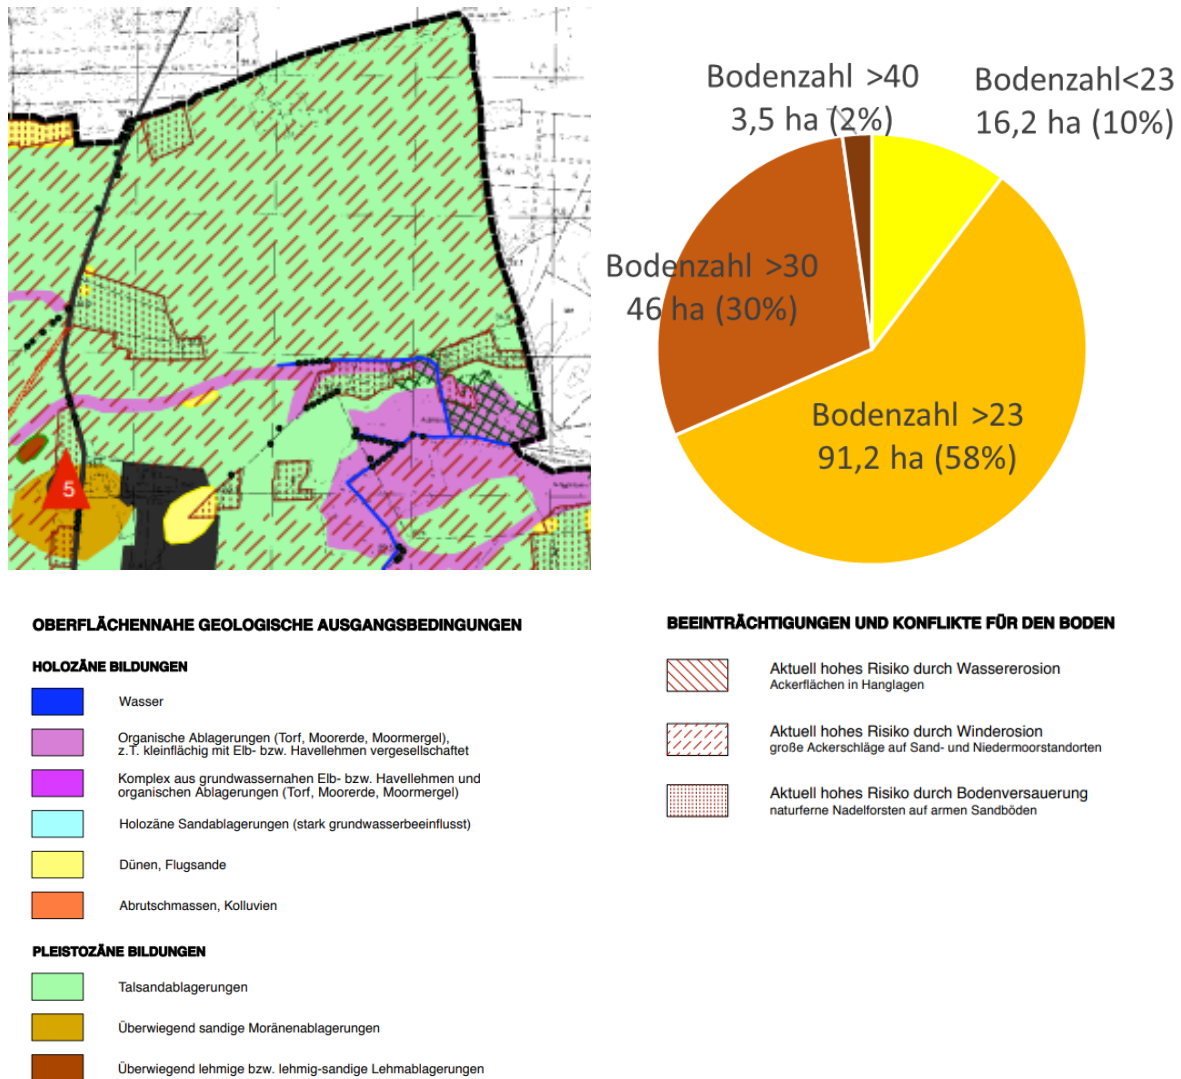 5
Bodenzahl >40
3,5 ha (2%)
Bodenzahl<23
16,2 ha (10%)
Bodenzahl >30
46 ha (30%)
Bodenzahl >23
91,2 ha (58%)
OBERFLÄCHENNAHE GEOLOGISCHE AUSGANGSBEDINGUNGEN
HOLOZÄNE BILDUNGEN
Wasser
Organische Ablagerungen (Torf, Moorerde, Moormergel),
z.T. kleinflächig mit Elb- bzw. Havellehmen vergesellschaftet
Komplex aus grundwassernahen Elb- bzw. Havellehmen und
organischen Ablagerungen (Torf, Moorerde, Moormergel)
Holozäne Sandablagerungen (stark grundwasserbeeinflusst)
Dünen, Flugsande
Abrutschmassen, Kolluvien
PLEISTOZÄNE BILDUNGEN
Talsandablagerungen
Überwiegend sandige Moränenablagerungen
Überwiegend lehmige bzw. lehmig-sandige Lehmablagerungen
BEEINTRÄCHTIGUNGEN UND KONFLIKTE FÜR DEN BODEN
Aktuell hohes Risiko durch Wassererosion
Ackerflächen in Hanglagen
Aktuell hohes Risiko durch Winderosion
große Ackerschläge auf Sand- und Niedermoorstandorten
Aktuell hohes Risiko durch Bodenversauerung
naturferne Nadelforsten auf armen Sandböden